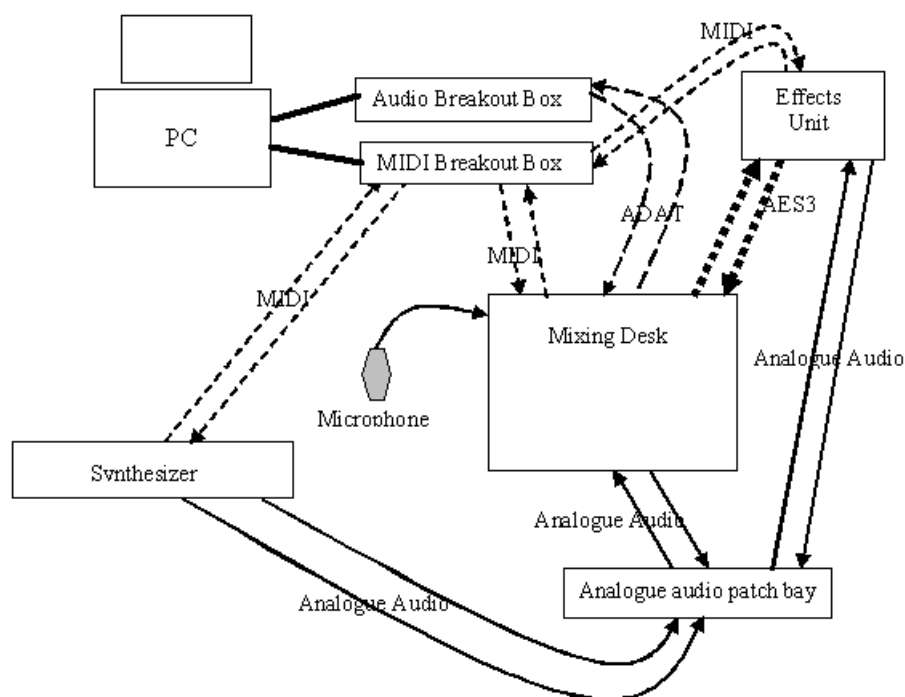 MIDI
Audio Breakout Box
Effects
Unit
PC
MIDI Breakout Box
AES3
ADAT
MIDI
MIDI
Mixing Desk
Analogue Audio
Microphone
Synthesizer
Analogue Audio
Analogue audio patch bay
Analogue Audio